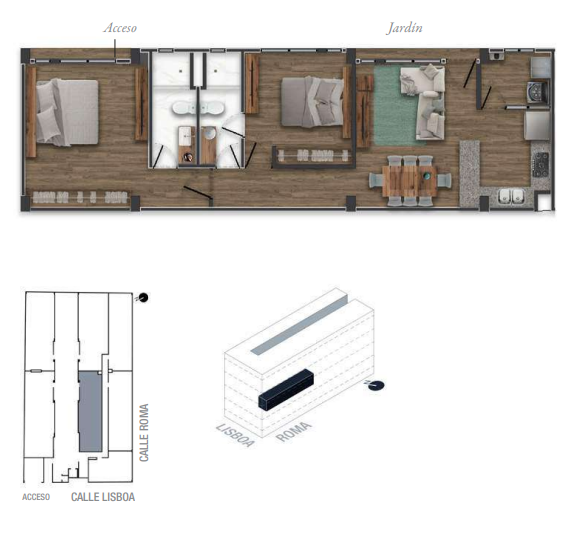 Acceso
Jardín
CALLE ROMA
ACCESO
CALLE LISBOA
LISBOA
ROMA